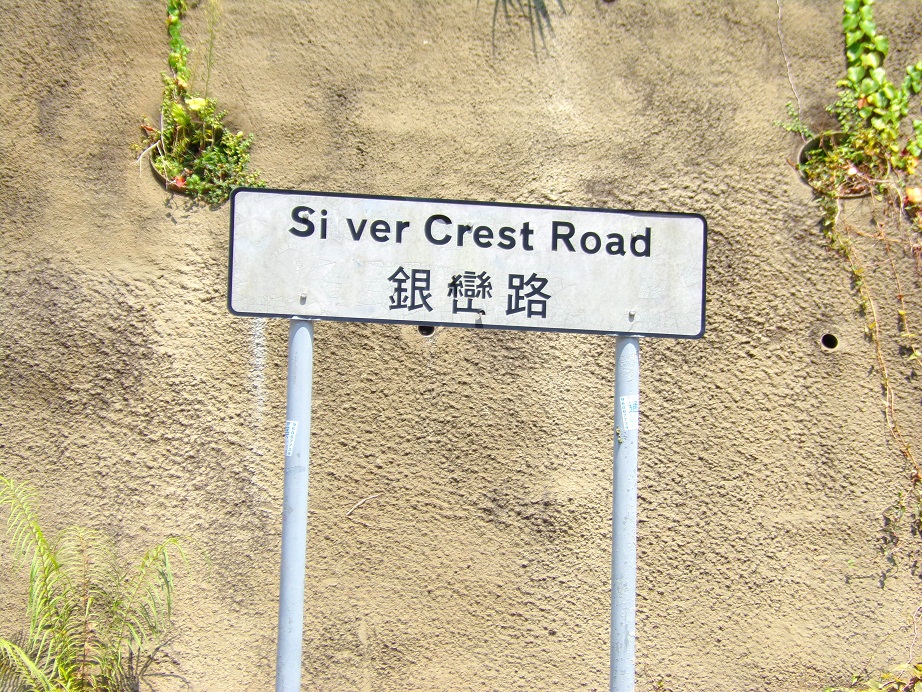 Si ver Crest Road
銀巒路